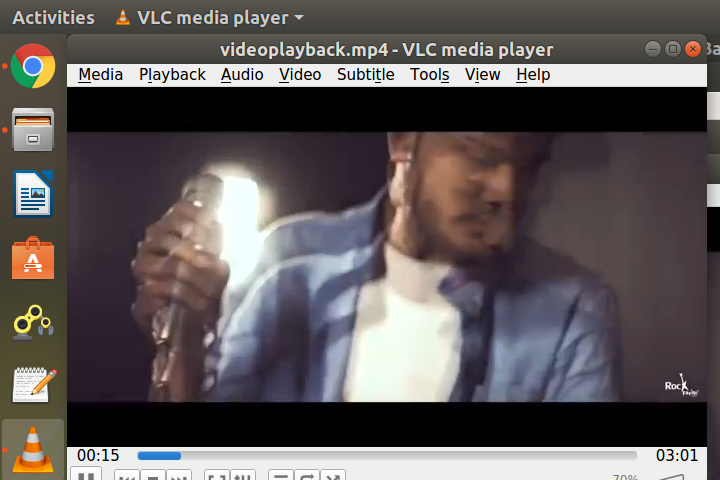 Activities
VLC media player
videoplayback.mp4 - VLC media player
Media Playback Audio Video Subtitle Tools View Help
Rock
00:15
03:01
70%